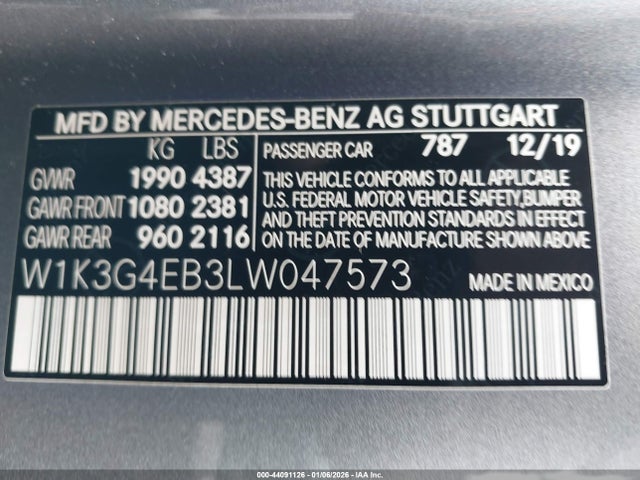 MFD BY MERCEDES-BENZ AG STUTTGART
KG LBS PASSENGER CAR 787 12/19
GVWR 1990 4387
GAWR FRONT 1080 2381
GAWR REAR 960 2116
THIS VEHICLE CONFORMS TO ALL APPLICABLE
U.S. FEDERAL MOTOR VEHICLE SAFETY, BUMPER
AND THEFT PREVENTION STANDARDS IN EFFECT
ON THE DATE OF MANUFACTURE SHOWN ABOVE.
W1K3G4EB3LW047573 MADE IN MEXICO
000-44091126 - 01/06/2026 - IAA Inc.